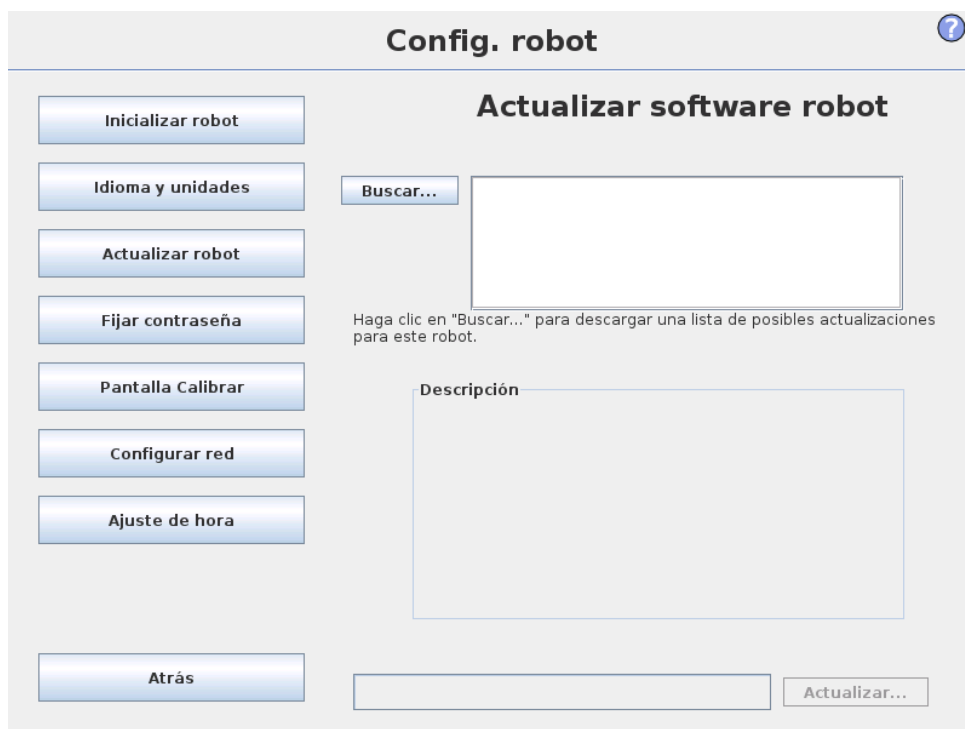 Config. robot
?
Inicializar robot
Idioma y unidades
Actualizar robot
Fijar contraseña
Pantalla Calibrar
Configurar red
Ajuste de hora
Atrás
Actualizar software robot
Buscar...
Haga clic en "Buscar..." para descargar una lista de posibles actualizaciones
para este robot.
Descripción
Actualizar...